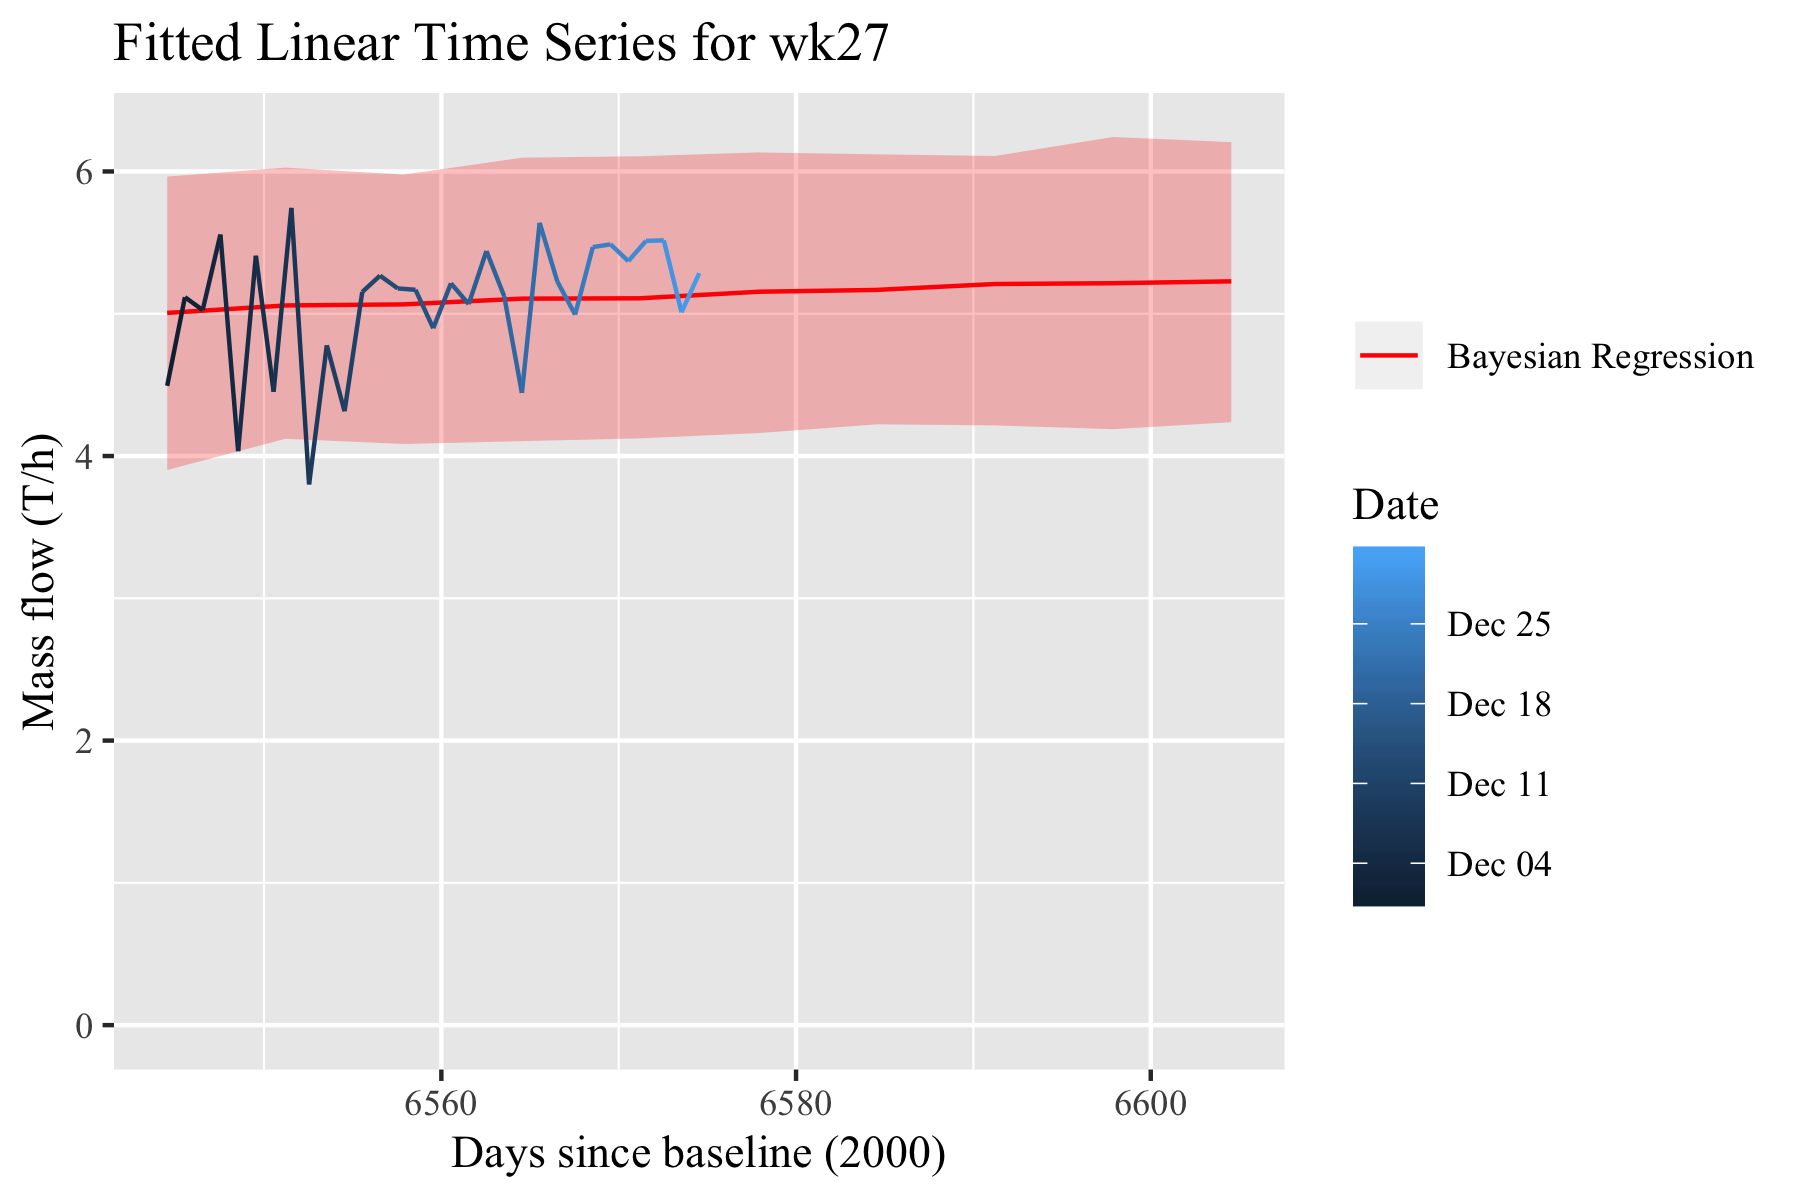 Fitted Linear Time Series for wk27
Mass flow (T/h)
6
4
2
0
6560
6580
6600
Days since baseline (2000)
Bayesian Regression
Date
Dec 25
Dec 18
Dec 11
Dec 04